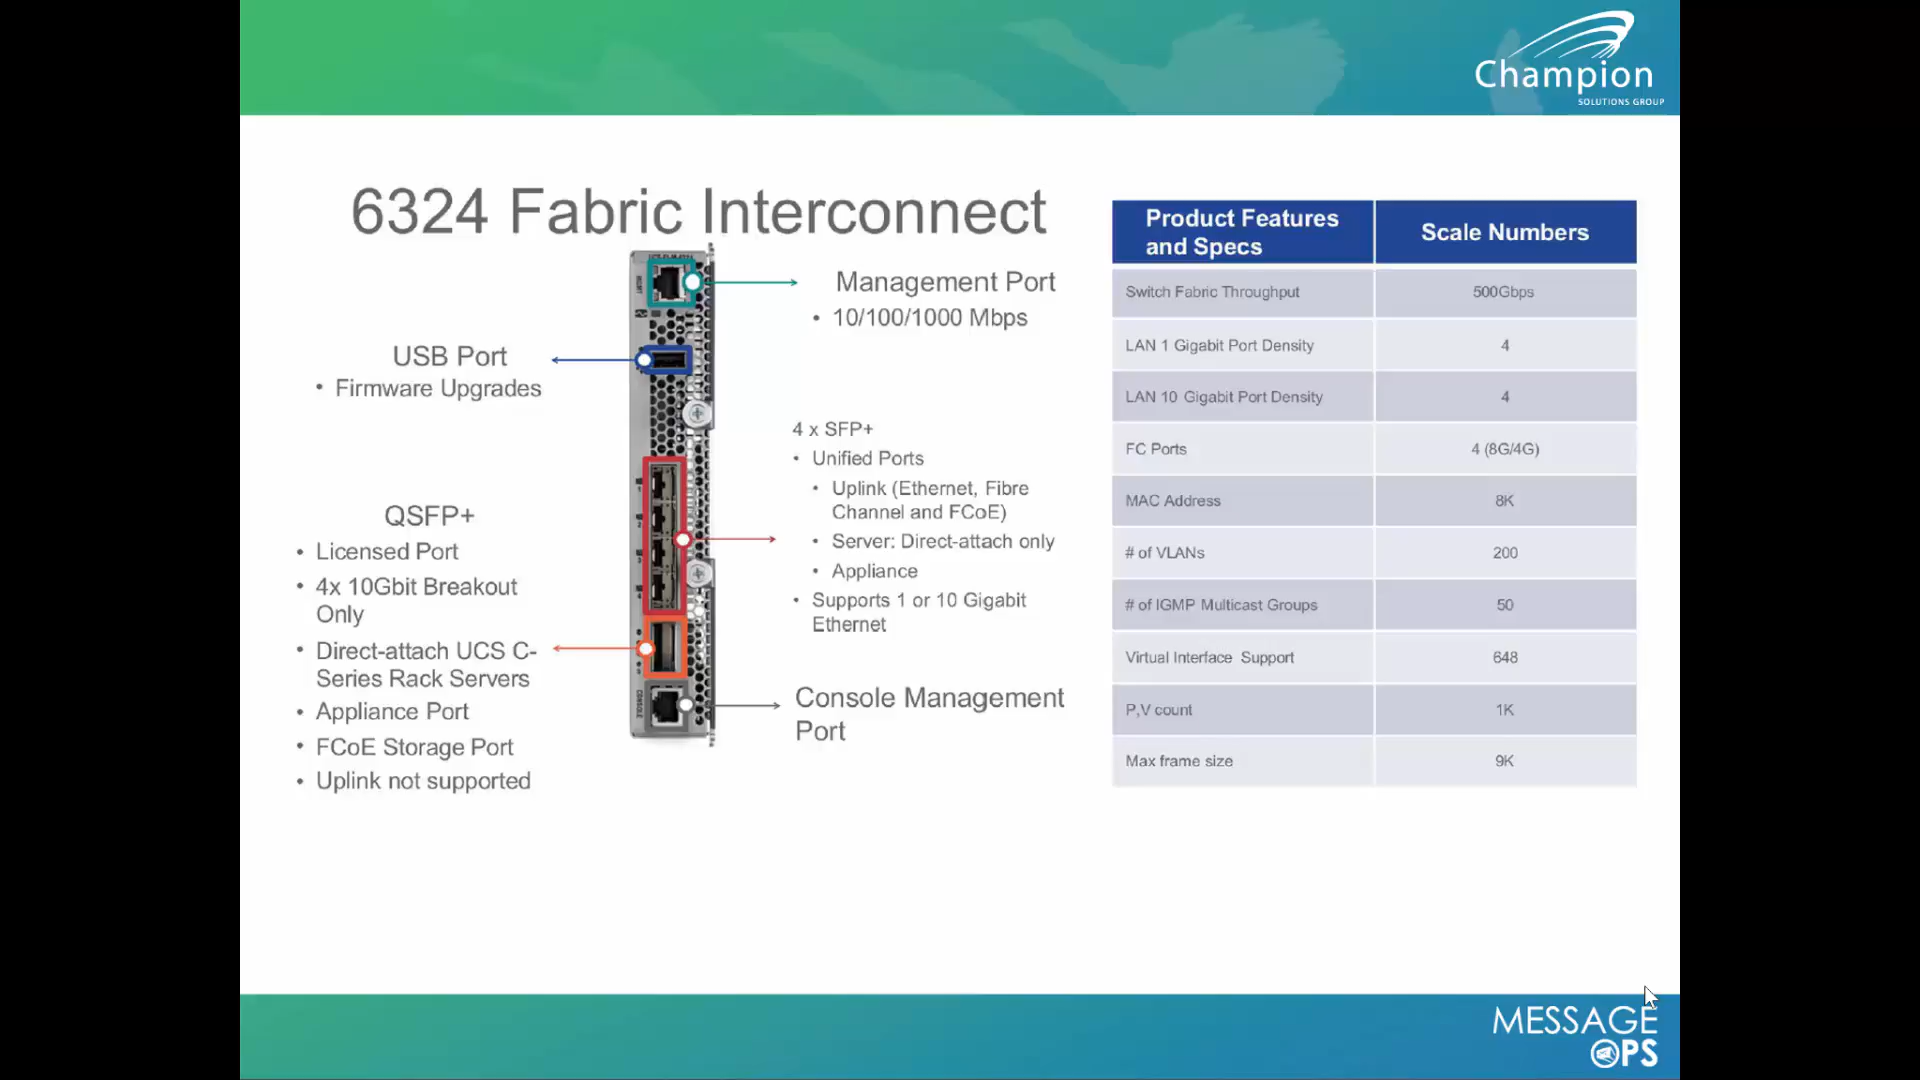 Champion
SOLUTIONS GROUP
6324 Fabric Interconnect
Management Port
• 10/100/1000 Mbps
USB Port
• Firmware Upgrades
4 x SFP+
• Unified Ports
• Uplink (Ethernet, Fibre
Channel and FCoE)
• Server: Direct-attach only
• Appliance
• Supports 1 or 10 Gigabit
Ethernet
QSFP+
• Licensed Port
• 4x 10Gbit Breakout
Only
• Direct-attach UCS C-
Series Rack Servers
• Appliance Port
• FCoE Storage Port
• Uplink not supported
Console Management
Port
CONSOLE
Product Features
and Specs
Scale Numbers
Switch Fabric Throughput 500Gbps
LAN 1 Gigabit Port Density 4
LAN 10 Gigabit Port Density 4
FC Ports 4 (8G/4G)
MAC Address 8K
# of VLANs 200
# of IGMP Multicast Groups 50
Virtual Interface Support 648
P,V count 1K
Max frame size 9K
MESSAGE
OPS